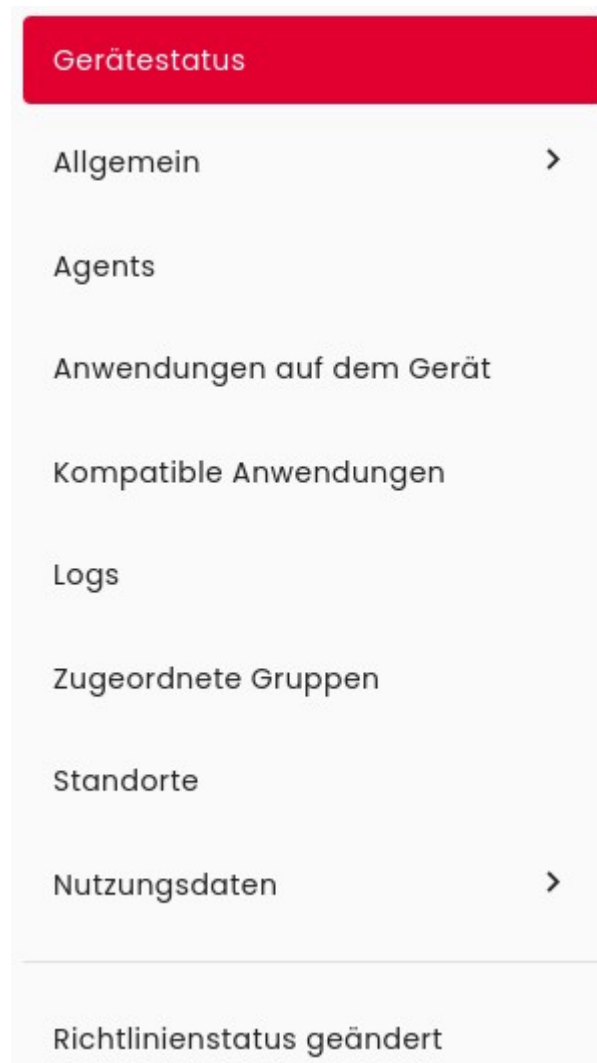 Gerätestatus
Allgemein
Agents
Anwendungen auf dem Gerät
Kompatible Anwendungen
Logs
Zugeordnete Gruppen
Standorte
Nutzungsdaten
Richtlinienstatus geändert